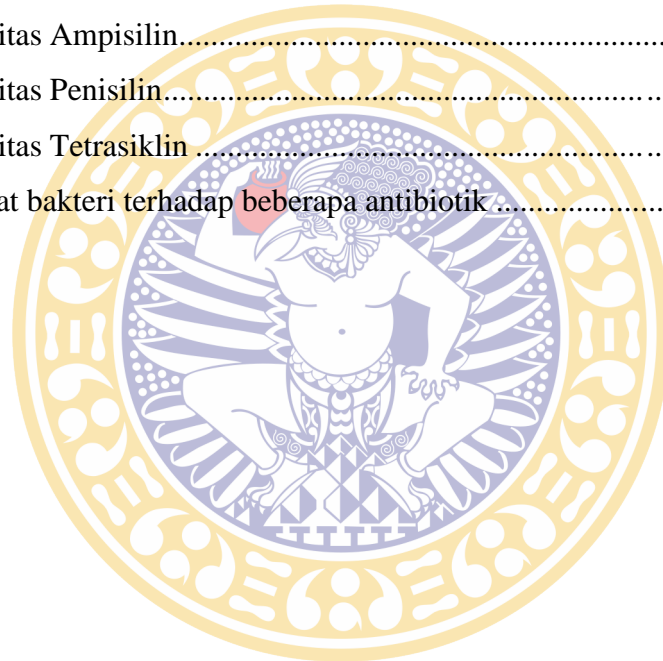 itas Ampisilin........................................................................
itas Penisilin..........................................................................
itas Tetrasiklin .....................................................................
at bakteri terhadap beberapa antibiotik .........................